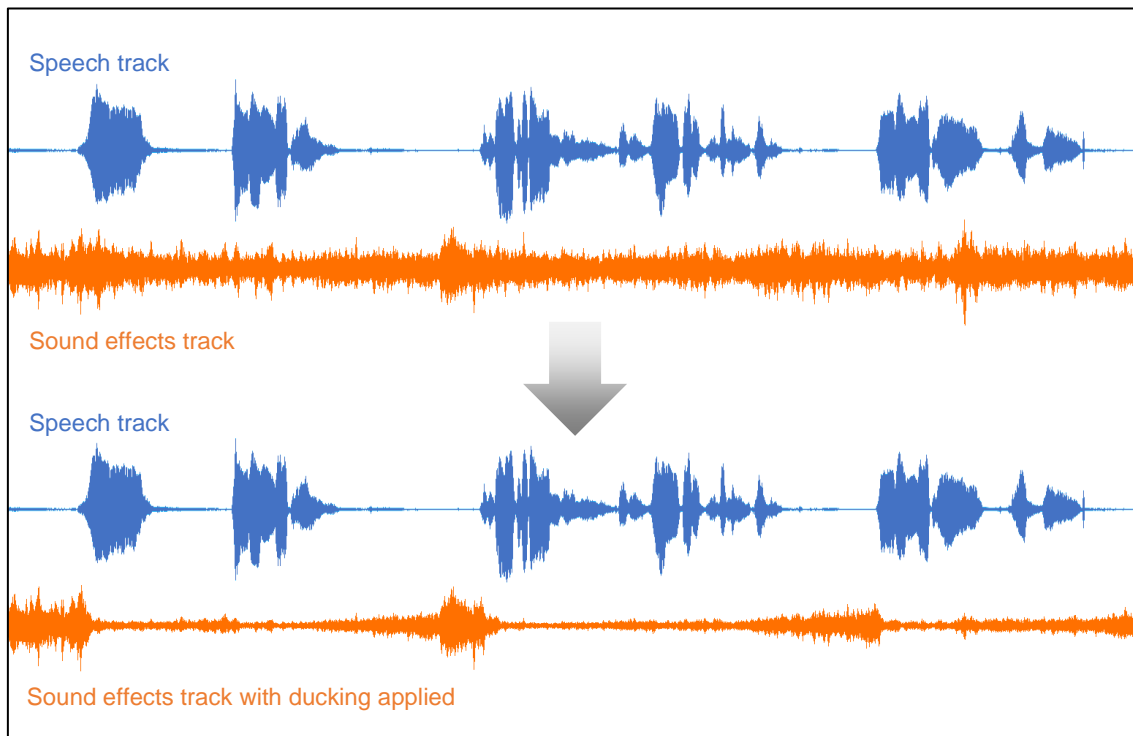 Speech track
Sound effects track
Speech track
Sound effects track with ducking applied